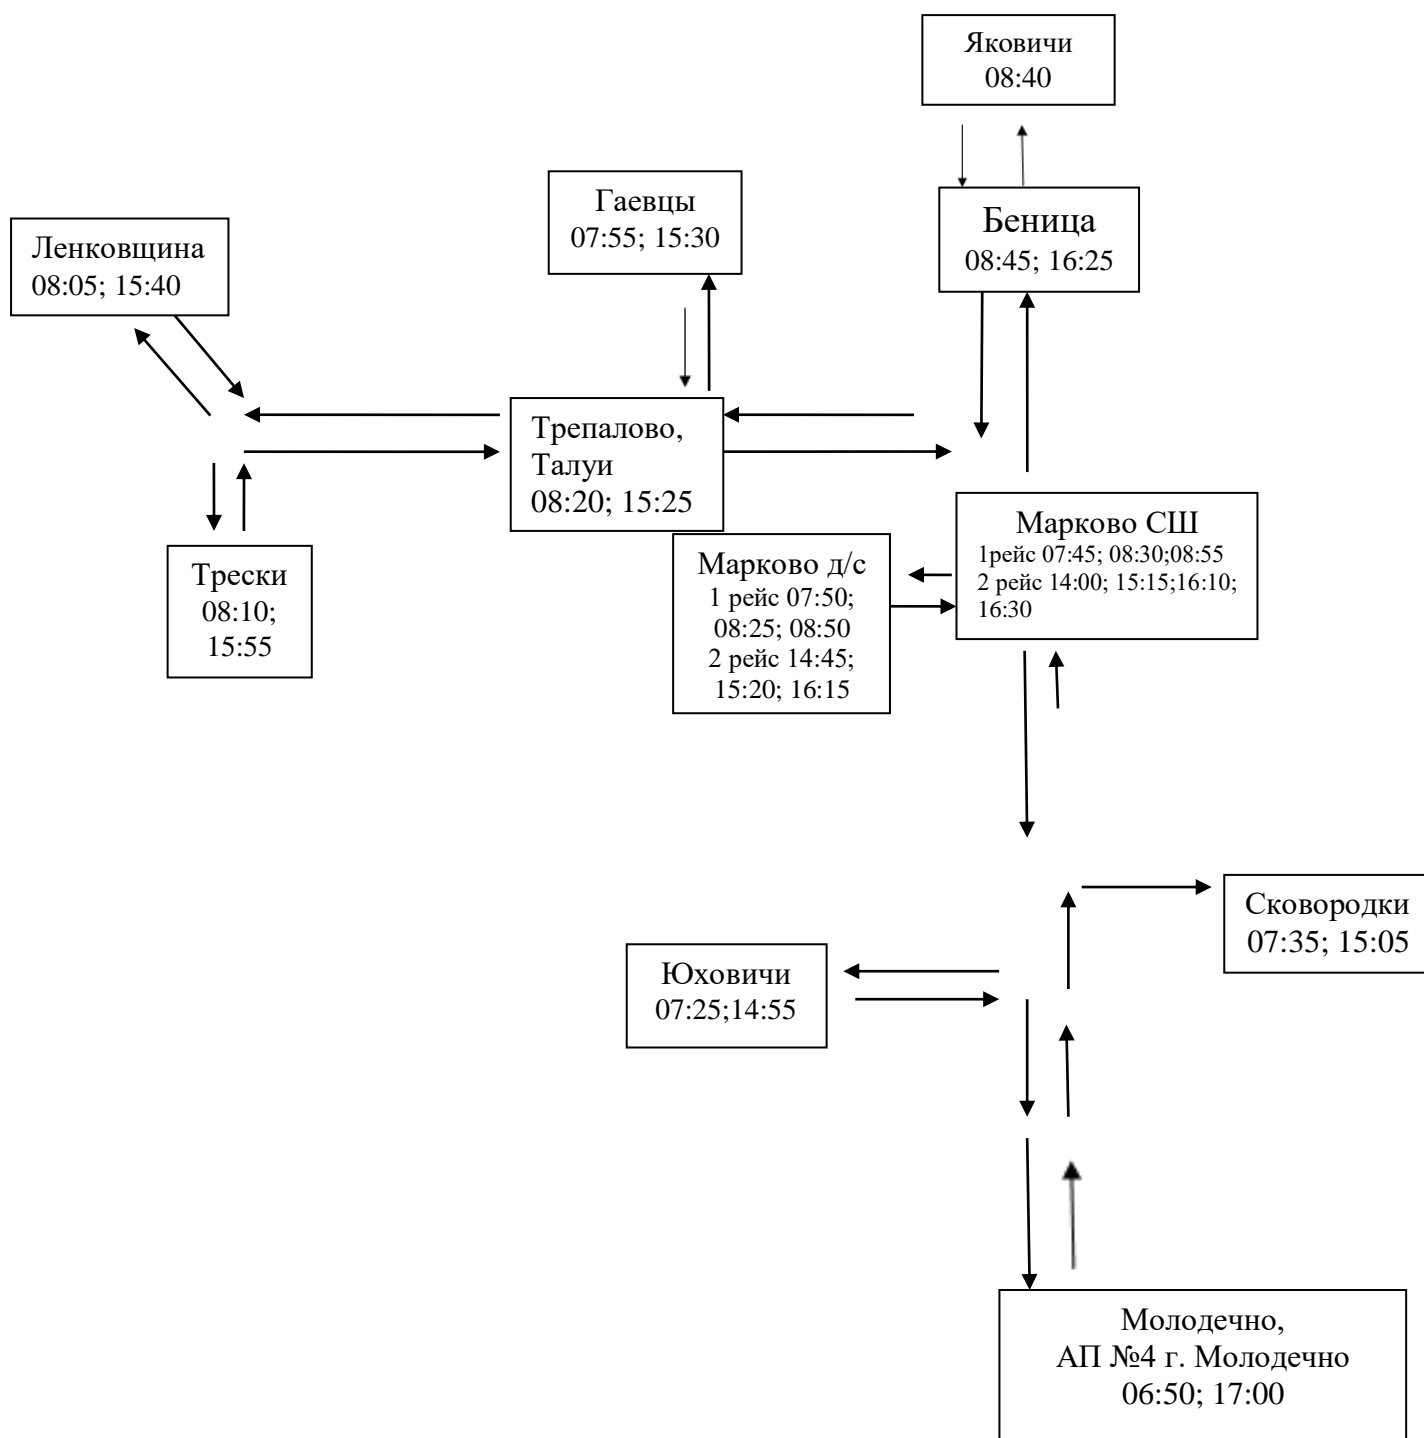 Яковичи
08:40
Гаевцы
07:55; 15:30
Беница
08:45; 16:25
Ленковщина
08:05; 15:40
Трепалово,
Талуи
08:20; 15:25
Марково СШ
1рейс 07:45; 08:30;08:55
2 рейс 14:00; 15:15;16:10;
16:30
Марково д/с
1 рейс 07:50;
08:25; 08:50
2 рейс 14:45;
15:20; 16:15
Трески
08:10;
15:55
Сковородки
07:35; 15:05
Юховичи
07:25;14:55
Молодечно,
АП №4 г. Молодечно
06:50; 17:00